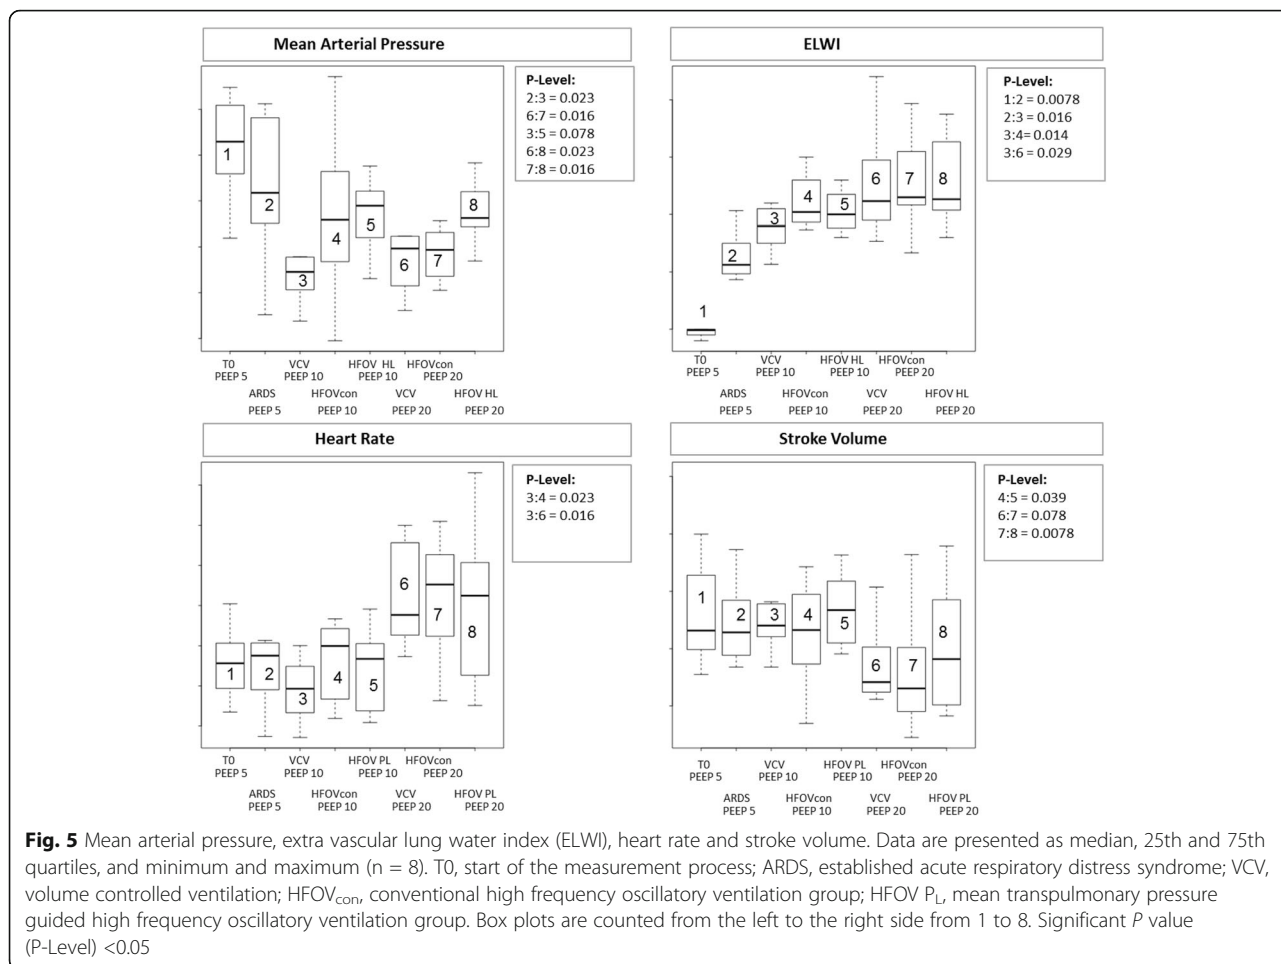 Mean Arterial Pressure
P-Level:
2:3 = 0.023
6:7 = 0.016
3:5 = 0.078
6:8 = 0.023
7:8 = 0.016
1
2
3
4
5
6
7
8
T0 VCV HFOV HL HFOVcon
PEEP 5 PEEP 10 PEEP 10 PEEP 20
ARDS HFOVcon VCV HFOV HL
PEEP 5 PEEP 10 PEEP 20 PEEP 20
ELWI
P-Level:
1:2 = 0.0078
2:3 = 0.016
3:4= 0.014
3:6 = 0.029
1
2
3
4
5
6
7
8
T0 VCV HFOV HL HFOVcon
PEEP 5 PEEP 10 PEEP 10 PEEP 20
ARDS HFOVcon VCV HFOV HL
PEEP 5 PEEP 10 PEEP 20 PEEP 20
Heart Rate
P-Level:
3:4 = 0.023
3:6 = 0.016
1
2
3
4
5
6
7
8
T0 VCV HFOV PL HFOVcon
PEEP 5 PEEP 10 PEEP 10 PEEP 20
ARDS HFOVcon VCV HFOV PL
PEEP 5 PEEP 10 PEEP 20 PEEP 20
Stroke Volume
P-Level:
4:5 = 0.039
6:7 = 0.078
7:8 = 0.0078
1
2
3
4
5
6
7
8
T0 VCV HFOV PL HFOVcon
PEEP 5 PEEP 10 PEEP 10 PEEP 20
ARDS HFOVcon VCV HFOV PL
PEEP 5 PEEP 10 PEEP 20 PEEP 20
Fig. 5 Mean arterial pressure, extra vascular lung water index (ELWI), heart rate and stroke volume. Data are presented as median, 25th and 75th
quartiles, and minimum and maximum (n = 8). T0, start of the measurement process; ARDS, established acute respiratory distress syndrome; VCV,
volume controlled ventilation; HFOVcon, conventional high frequency oscillatory ventilation group; HFOV PL, mean transpulmonary pressure
guided high frequency oscillatory ventilation group. Box plots are counted from the left to the right side from 1 to 8. Significant P value
(P-Level) <0.05